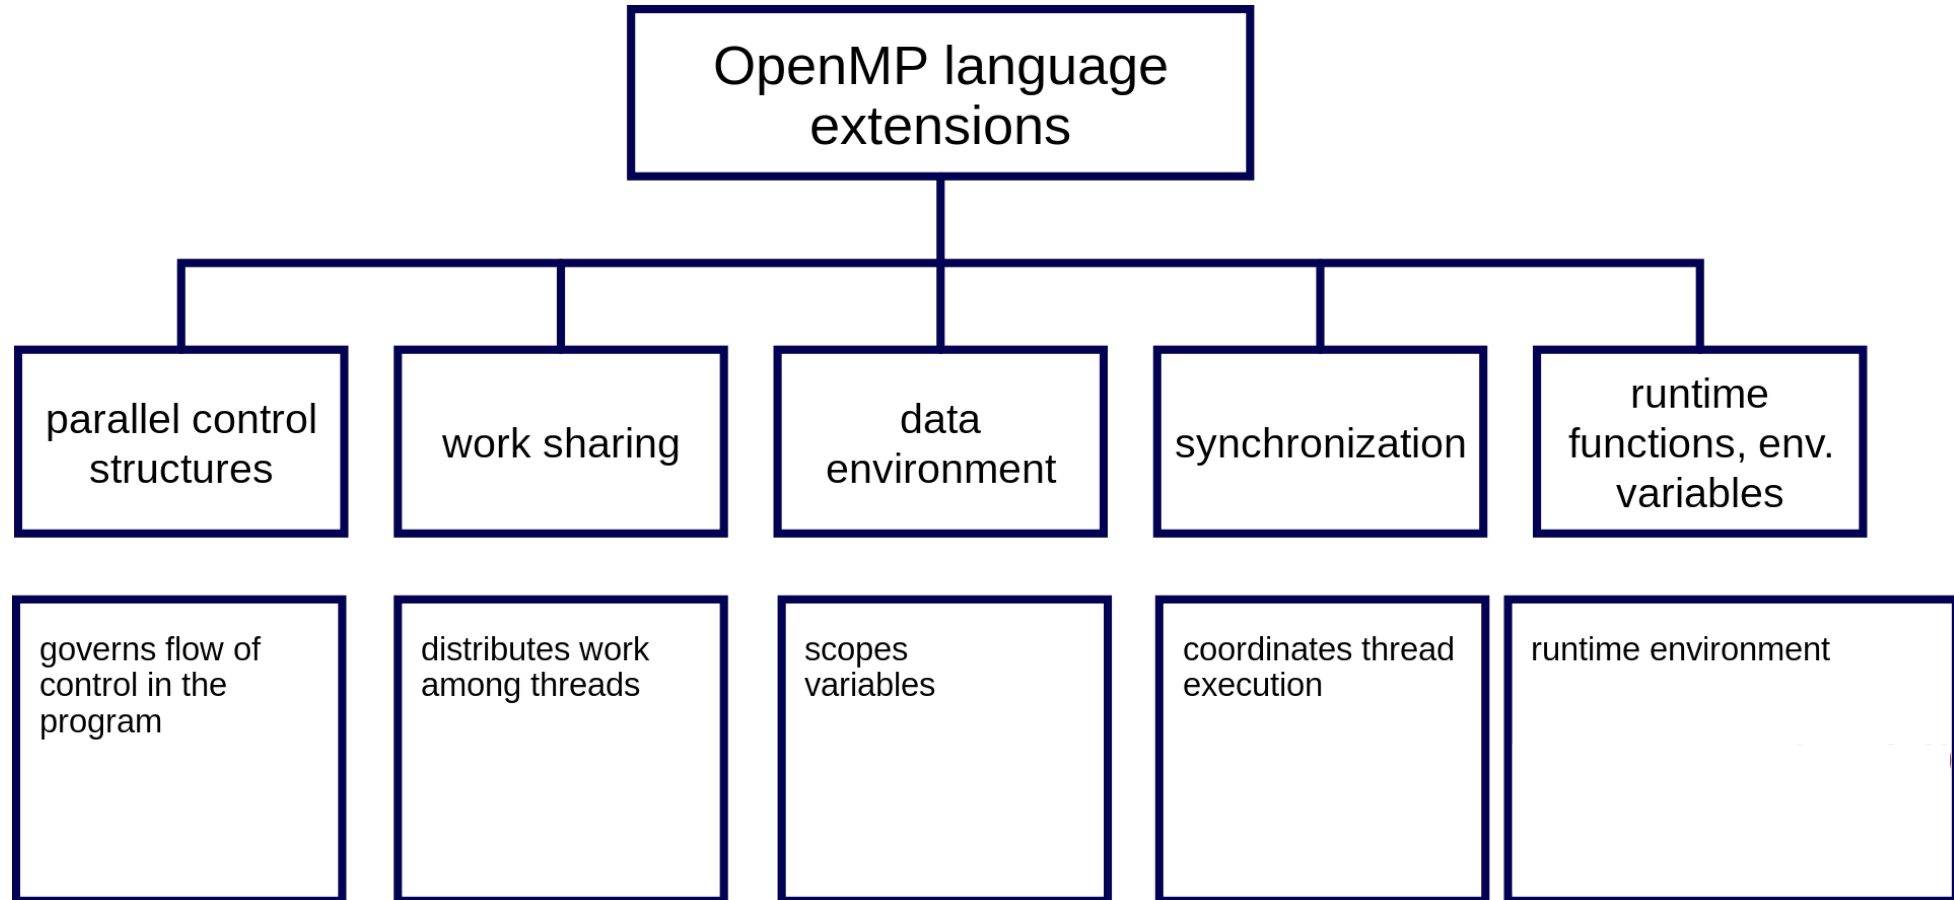 OpenMP language
extensions
parallel control
structures
work sharing
data
environment
synchronization
runtime
functions, env.
variables
governs flow of
control in the
program
distributes work
among threads
scopes
variables
coordinates thread
execution
runtime environment